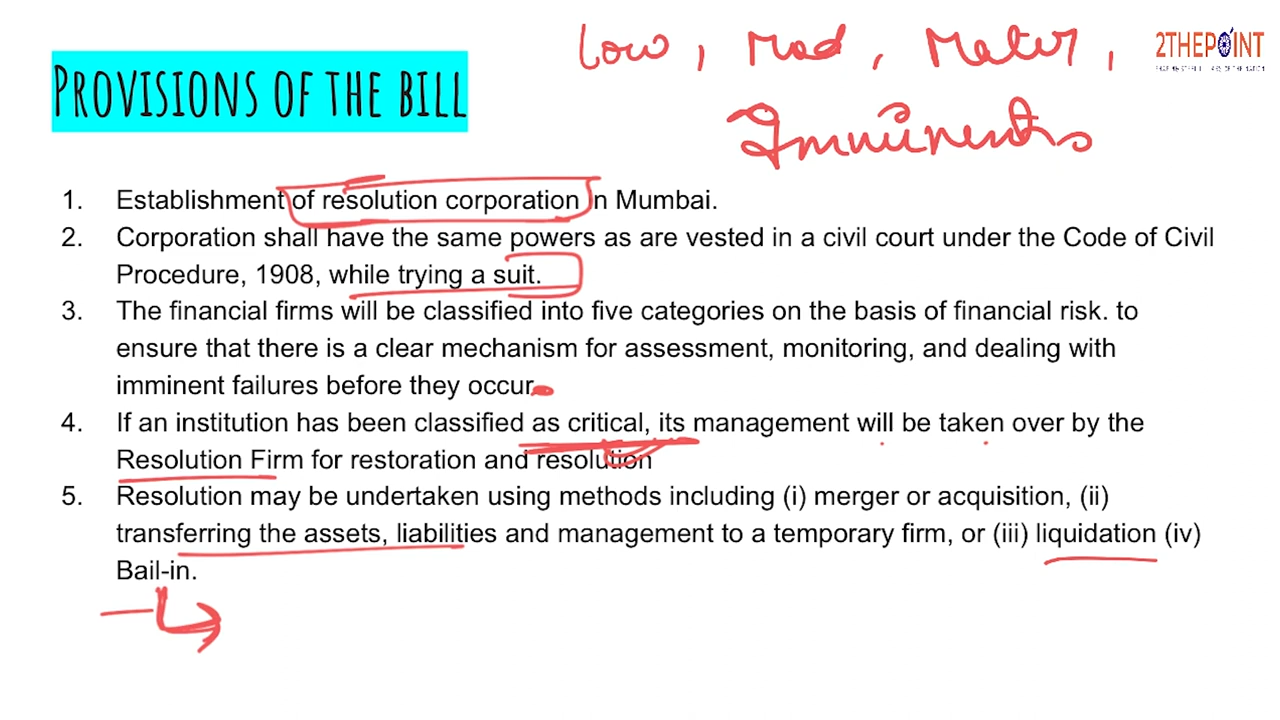 Low, Mod, Mater,
2THEPOINT
PROVISIONS OF THE BILL
Imminents
1. Establishment of resolution corporation in Mumbai.
2. Corporation shall have the same powers as are vested in a civil court under the Code of Civil
Procedure, 1908, while trying a suit.
3. The financial firms will be classified into five categories on the basis of financial risk. to
ensure that there is a clear mechanism for assessment, monitoring, and dealing with
imminent failures before they occur.
4. If an institution has been classified as critical, its management will be taken over by the
Resolution Firm for restoration and resolution
5. Resolution may be undertaken using methods including (i) merger or acquisition, (ii)
transferring the assets, liabilities and management to a temporary firm, or (iii) liquidation (iv)
Bail-in.